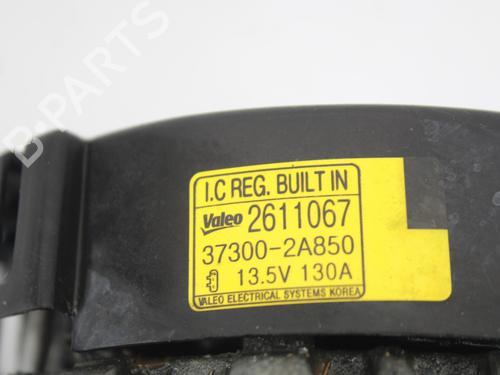 B-PARTS
I.C REG. BUILT IN
Valeo 2611067
37300-2A850
13.5V 130A
VALEO ELECTRICAL SYSTEMS KOREA